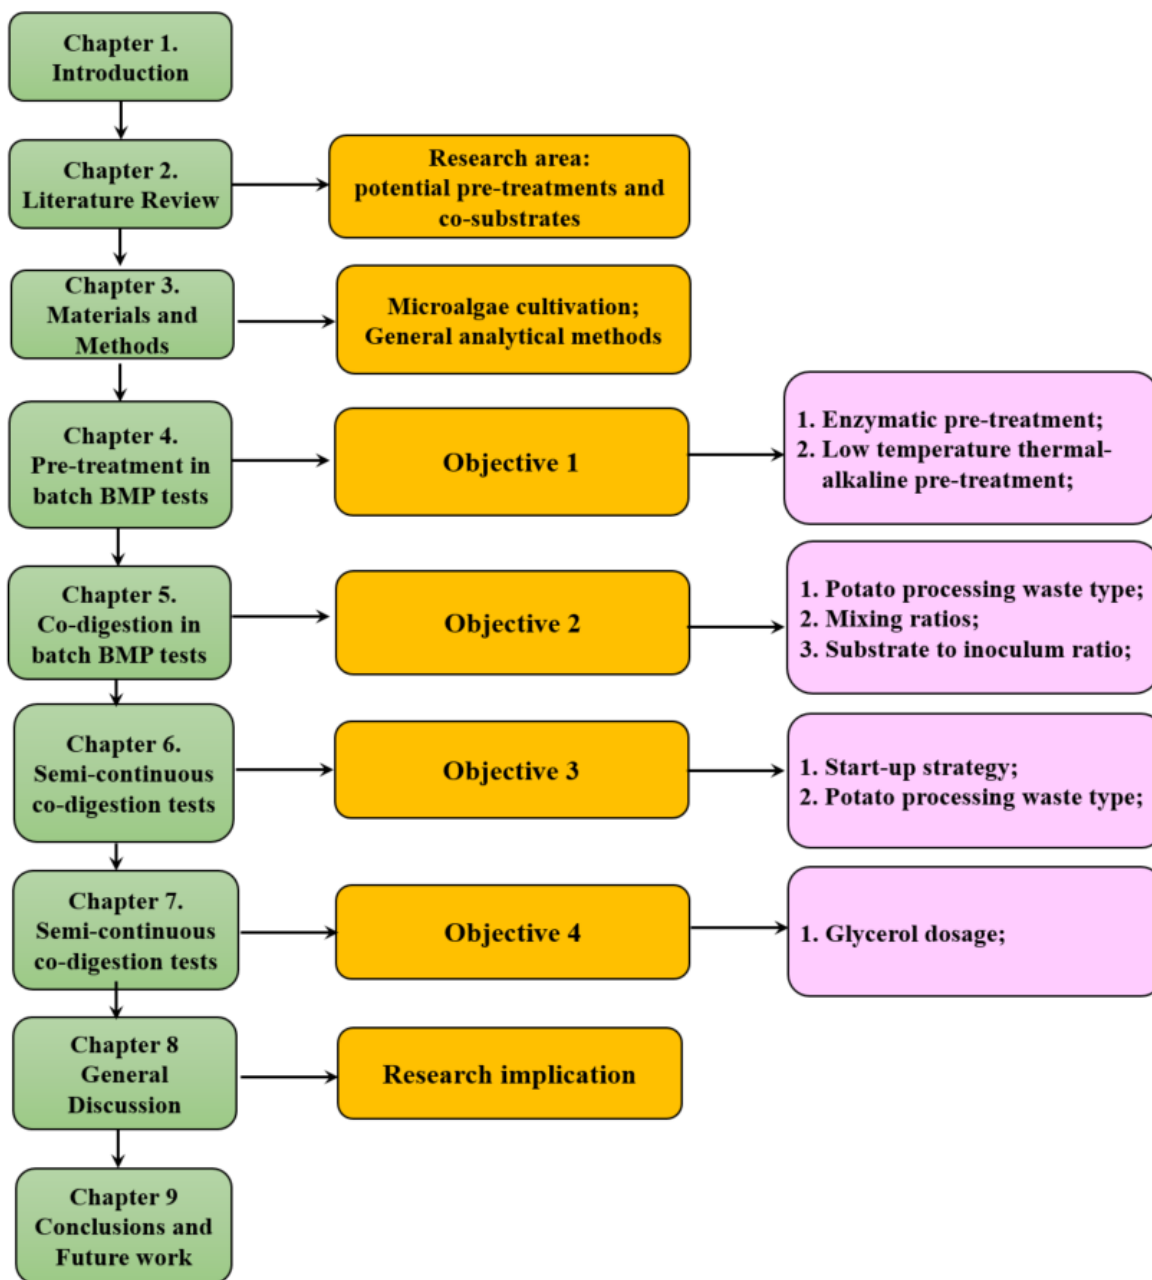 Chapter 1.
Introduction
Chapter 2.
Literature Review
Research area:
potential pre-treatments and
co-substrates
Chapter 3.
Materials and
Methods
Microalgae cultivation;
General analytical methods
Chapter 4.
Pre-treatment in
batch BMP tests
Objective 1
1. Enzymatic pre-treatment;
2. Low temperature thermal-
alkaline pre-treatment;
Chapter 5.
Co-digestion in
batch BMP tests
Objective 2
1. Potato processing waste type;
2. Mixing ratios;
3. Substrate to inoculum ratio;
Chapter 6.
Semi-continuous
co-digestion tests
Objective 3
1. Start-up strategy;
2. Potato processing waste type;
Chapter 7.
Semi-continuous
co-digestion tests
Objective 4
1. Glycerol dosage;
Chapter 8
General
Discussion
Research implication
Chapter 9
Conclusions and
Future work